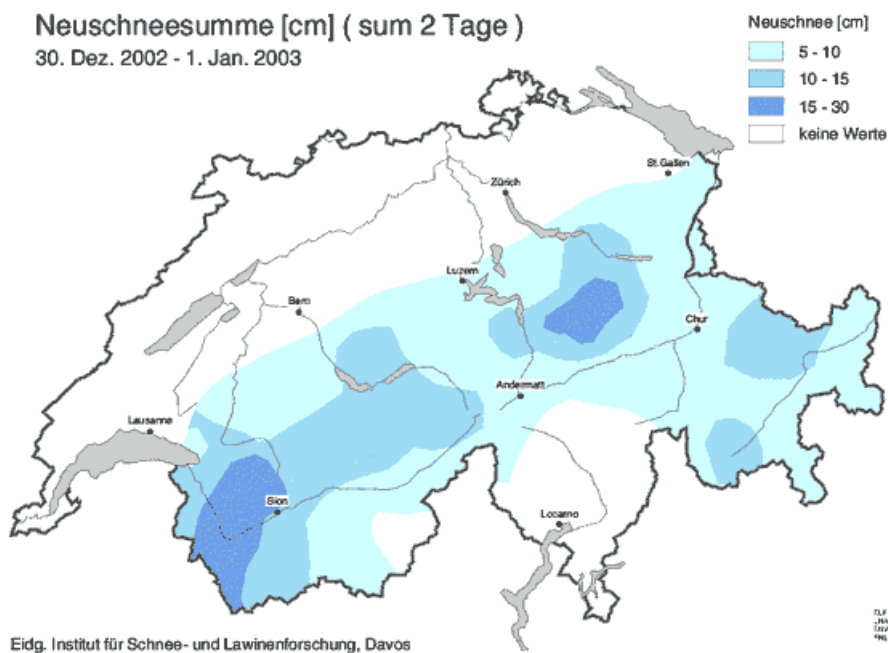 Neuschneesumme [cm] ( sum 2 Tage )
30. Dez. 2002 - 1. Jan. 2003
Neuschnee [cm]
5 - 10
10 - 15
15 - 30
keine Werte
St.Gallen
Zürich
Luzern
Bern
Chur
Andermatt
Lausanne
Sion
Locarno
Eidg. Institut für Schnee- und Lawinenforschung, Davos